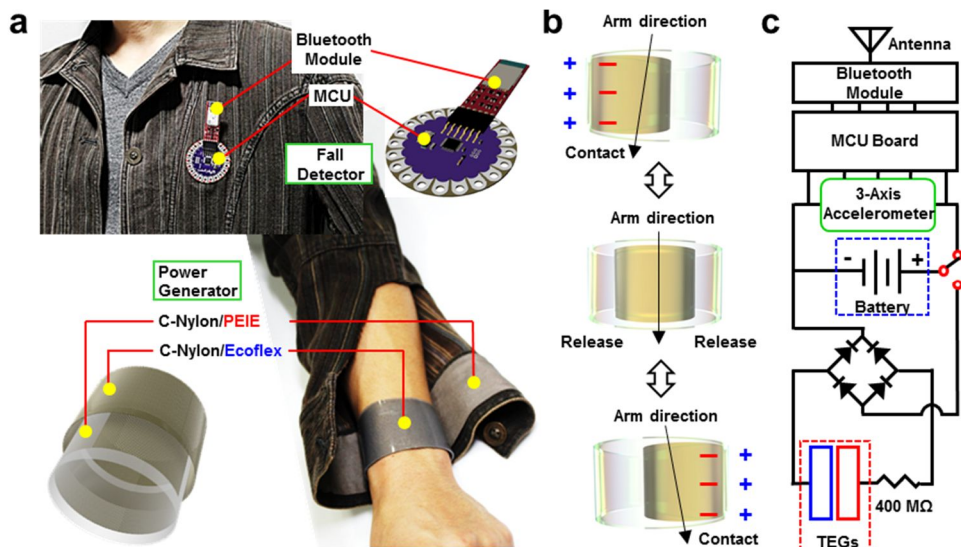 a
Bluetooth
Module
MCU
Fall
Detector
Power
Generator
C-Nylon/PEIE
C-Nylon/Ecoflex
b
Arm direction
+
+
+
Contact
Arm direction
Release
Release
Arm direction
+
+
+
Contact
c
Antenna
Bluetooth
Module
MCU Board
3-Axis
Accelerometer
- +
Battery
400 MΩ
TEGs